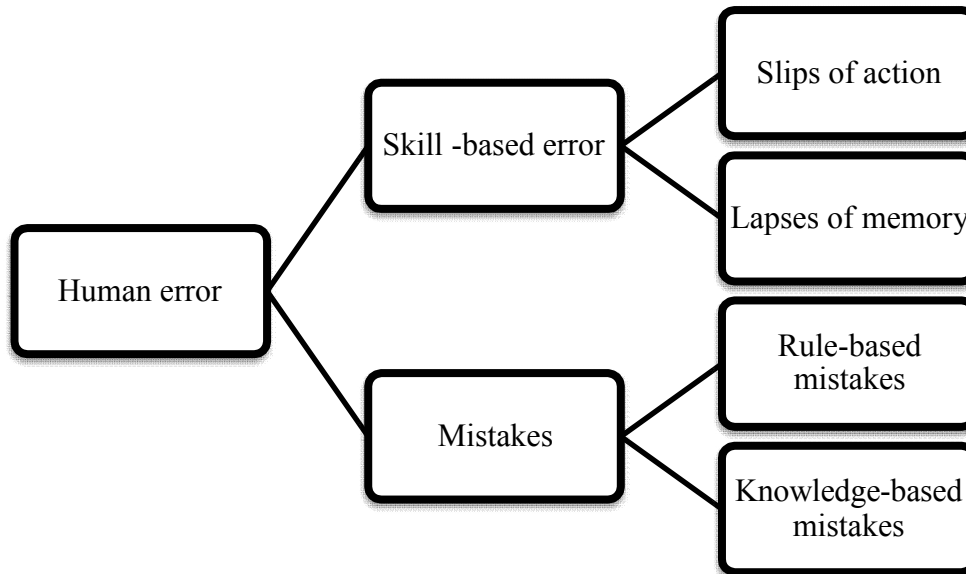 Slips of action
Skill -based error
Lapses of memory
Human error
Rule-based
mistakes
Mistakes
Knowledge-based
mistakes